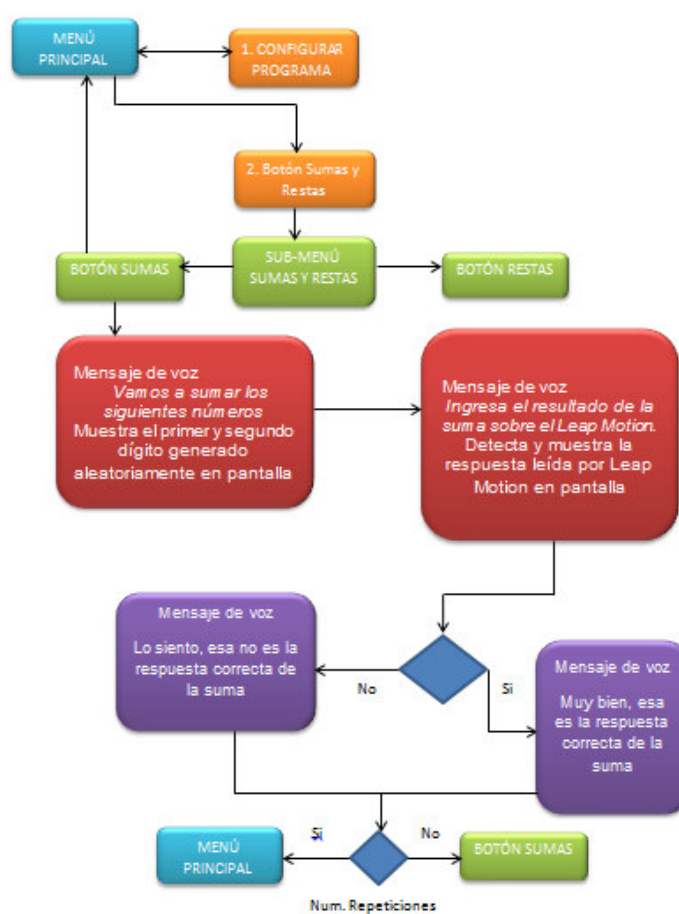 MENÚ
PRINCIPAL
1. CONFIGURAR
PROGRAMA
2. Botón Sumas y
Restas
BOTÓN SUMAS
SUB-MENÚ
SUMAS Y RESTAS
BOTÓN RESTAS
Mensaje de voz
Vamos a sumar los
siguientes números
Muestra el primer y segundo
dígito generado
aleatoriamente en pantalla
Mensaje de voz
Ingresa el resultado de la
suma sobre el Leap Motion.
Detecta y muestra la
respuesta leída por Leap
Motion en pantalla
Mensaje de voz
Lo siento, esa no es la
respuesta correcta de
la suma
No
Si
Mensaje de voz
Muy bien, esa
es la respuesta
correcta de la
suma
MENÚ
PRINCIPAL
Si
No
BOTÓN SUMAS
Num. Repeticiones